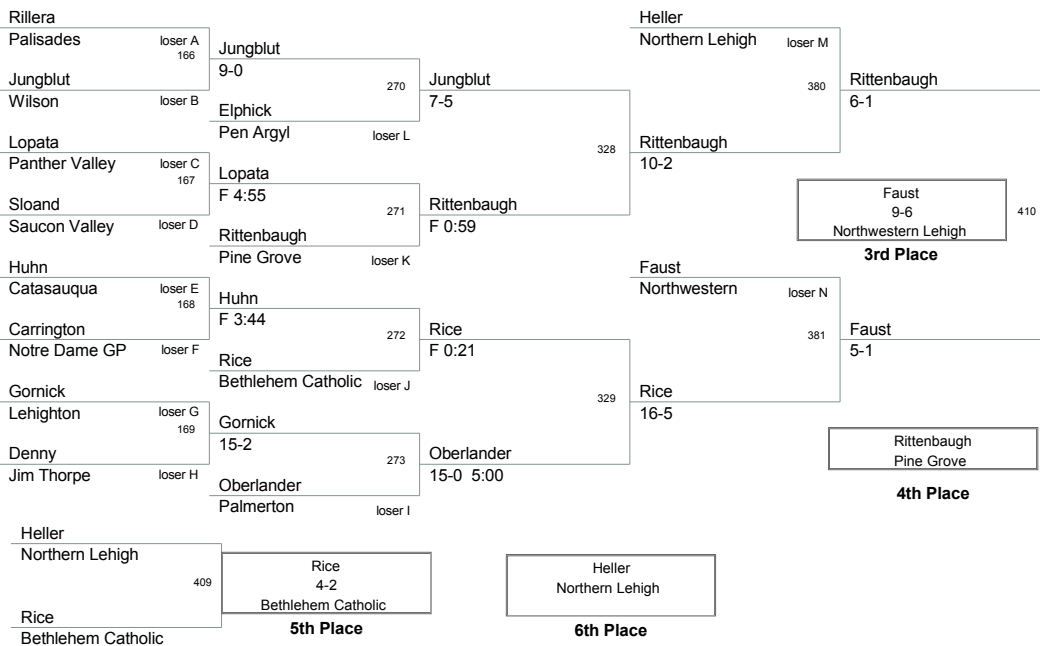 Rillera
Palisades
loser A
166
Jungblut
Wilson
loser B
Lopata
Panther Valley
loser C
167
Sloand
Saucon Valley
loser D
Huhn
Catasauqua
loser E
168
Carrington
Notre Dame GP
loser F
Gornick
Lehighton
loser G
169
Denny
Jim Thorpe
loser H
Jungblut
9-0
270
Elphick
Pen Argyl
loser L
Lopata
F 4:55
271
Rittenbaugh
Pine Grove
loser K
Huhn
F 3:44
272
Rice
Bethlehem Catholic
loser J
Gornick
15-2
273
Oberlander
Palmerton
loser I
Jungblut
7-5
328
Rittenbaugh
F 0:59
Rice
F 0:21
329
Oberlander
15-0 5:00
Heller
Northern Lehigh
loser M
380
Rittenbaugh
10-2
Faust
Northwestern
loser N
381
Rice
16-5
Rittenbaugh
6-1
Faust
9-6
Northwestern Lehigh
410
3rd Place
Faust
5-1
Rittenbaugh
Pine Grove
4th Place
Heller
Northern Lehigh
409
Rice
Bethlehem Catholic
Rice
4-2
Bethlehem Catholic
5th Place
Heller
Northern Lehigh
6th Place